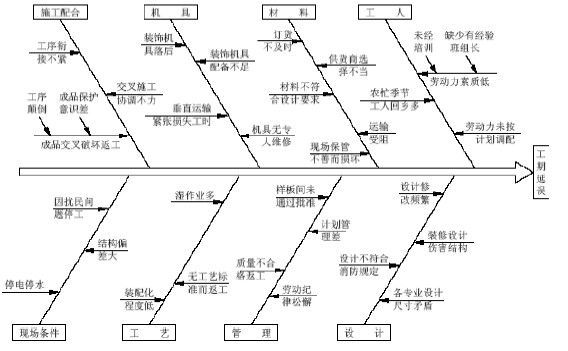 施工配合
机 具
材 料
工 人
工序衔
接不紧
交叉施工
协调不力
工序
颠倒
成品保护
意识差
成品交叉破坏返工
装饰机
具落后
装饰机具
配备不足
垂直运输
紧张损失工时
机具无专
人维修
订货
不及时
供货商选
择不当
材料不符
合设计要求
运输
受阻
现场保管
不善而损坏
未经
培训
缺少有经验
班组长
劳动力素质低
农忙季节
工人回乡多
劳动力未按
计划调配
工期延误
因扰民间
题停工
结构偏
差大
停电停水
现场条件
湿作业多
无工艺标
准而返工
装配化
程度低
工 艺
样板间未
通过批准
计划管
理差
质量不合
格返工
劳动纪
律松懈
管 理
设计修
改频繁
装修设计
伤害结构
设计不符合
消防规定
各专业设计
尺寸矛盾
设 计